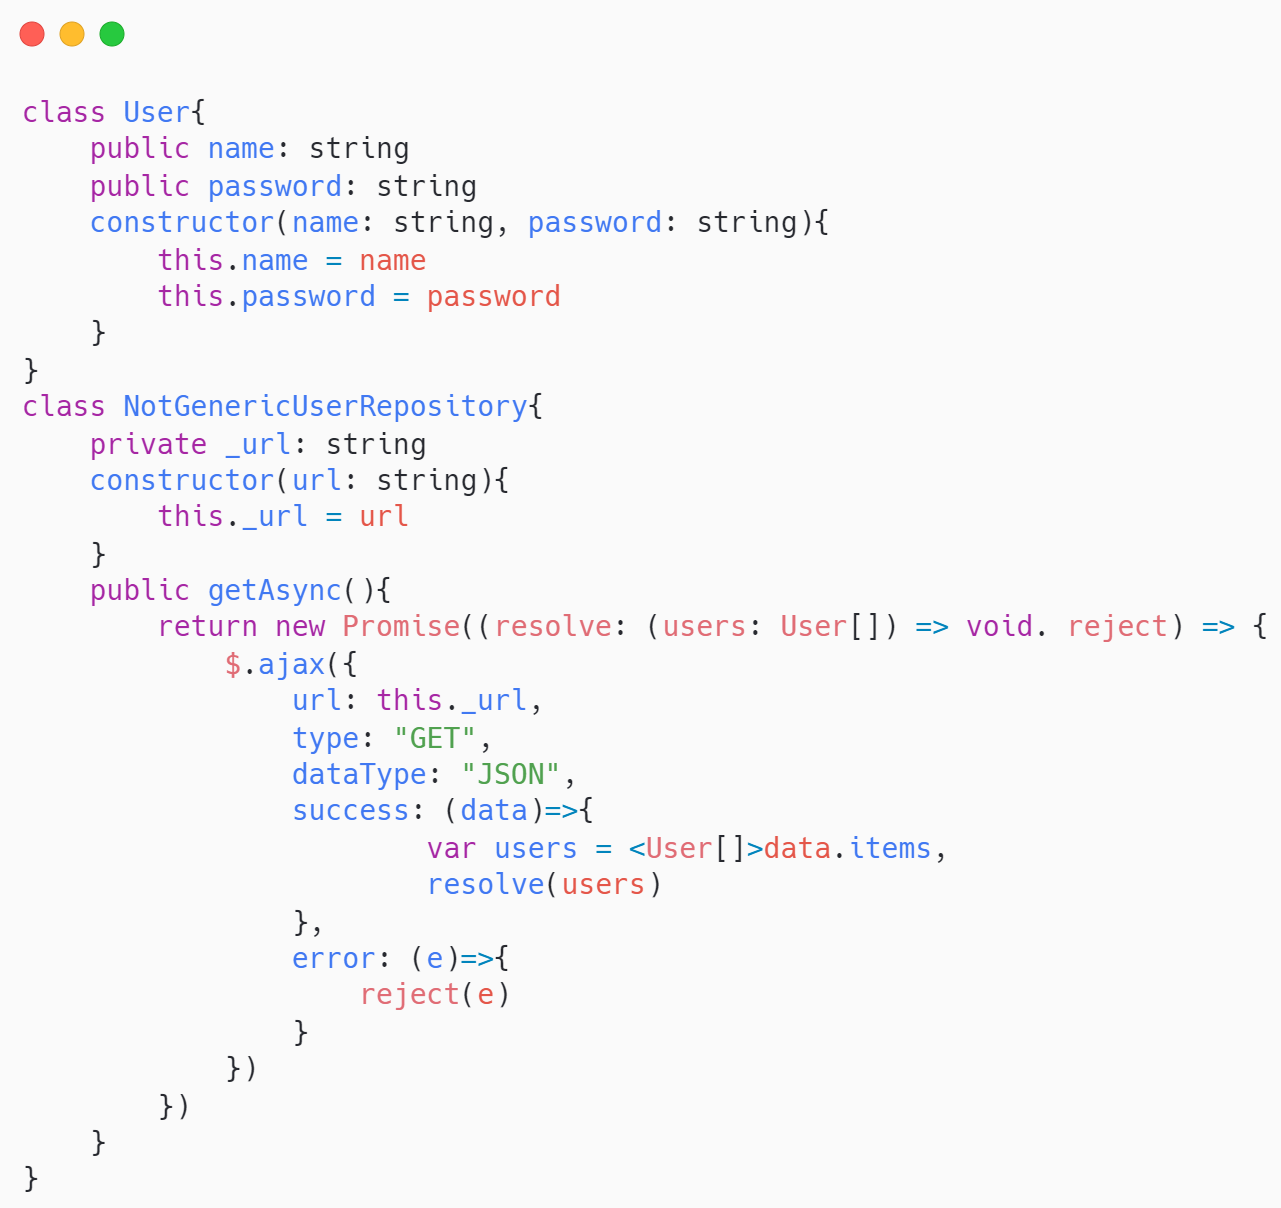 class User{
    public name: string
    public password: string
    constructor(name: string, password: string){
        this.name = name
        this.password = password
    }
}
class NotGenericUserRepository{
    private _url: string
    constructor(url: string){
        this._url = url
    }
    public getAsync(){
        return new Promise((resolve: (users: User[]) => void. reject) => {
            $.ajax({
                url: this._url,
                type: "GET",
                dataType: "JSON",
                success: (data)=>{
                        var users = <User[]>data.items,
                        resolve(users)
                },
                error: (e)=>{
                    reject(e)
                }
            })
        })
    }
}